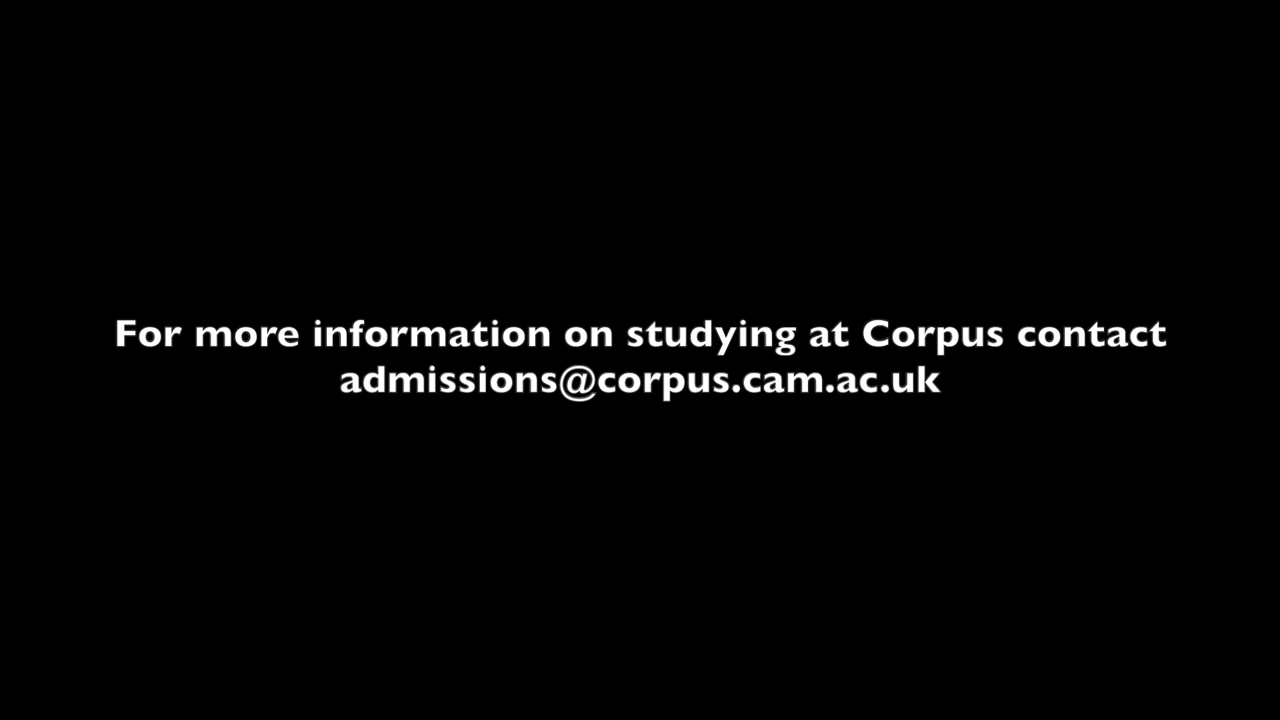 For more information on studying at Corpus contact
admissions@corpus.cam.ac.uk